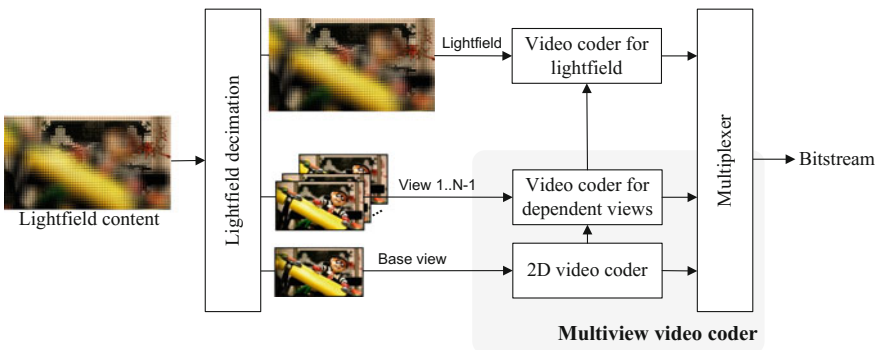 Lightfield content
Lightfield decimation
Lightfield
View 1..N-1
...
Base view
Video coder for
lightfield
Video coder for
dependent views
2D video coder
Multiview video coder
Multiplexer
Bitstream